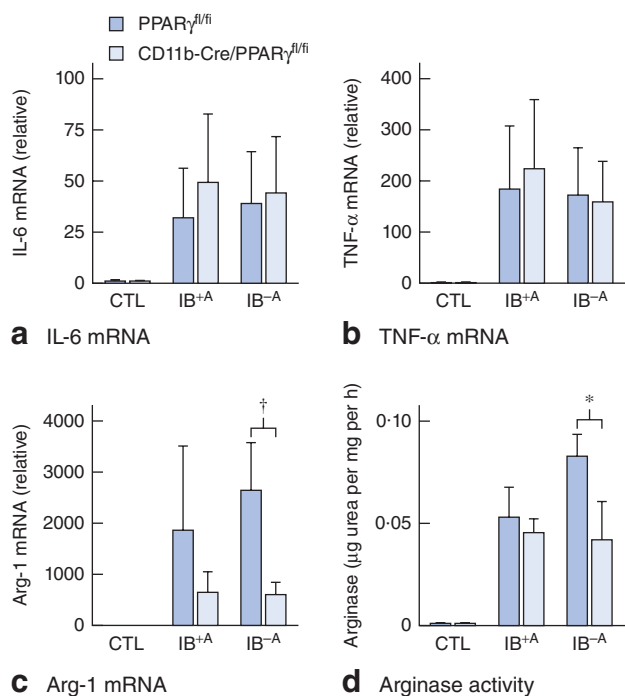 PPARγfl/fi
CD11b-Cre/PPARγfl/fi
IL-6 mRNA (relative)
100
75
50
25
0
CTL IB+A IB–A
a IL-6 mRNA
TNF-α mRNA (relative)
400
300
200
100
0
CTL IB+A IB–A
b TNF-α mRNA
Arg-1 mRNA (relative)
4000
3000
2000
1000
0
†
CTL IB+A IB–A
c Arg-1 mRNA
Arginase (μg urea per mg per h)
0·10
0·05
0
*
CTL IB+A IB–A
d Arginase activity